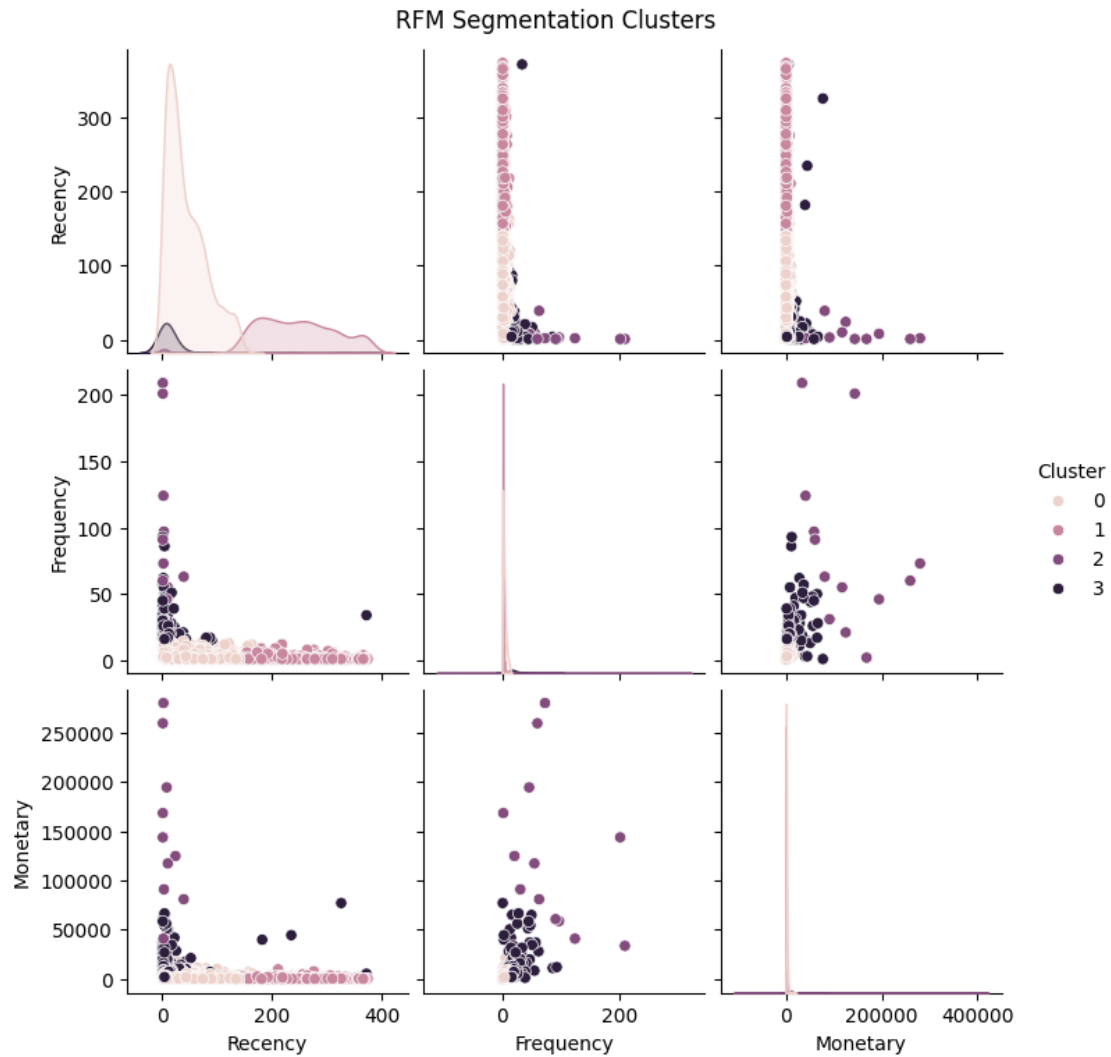 RFM Segmentation Clusters
Recency
300
200
100
0
Frequency
200
150
100
50
0
Monetary
250000
200000
150000
100000
50000
0
0 200 400
Recency
0 200
Frequency
0 200000 400000
Monetary
Cluster
0
1
2
3